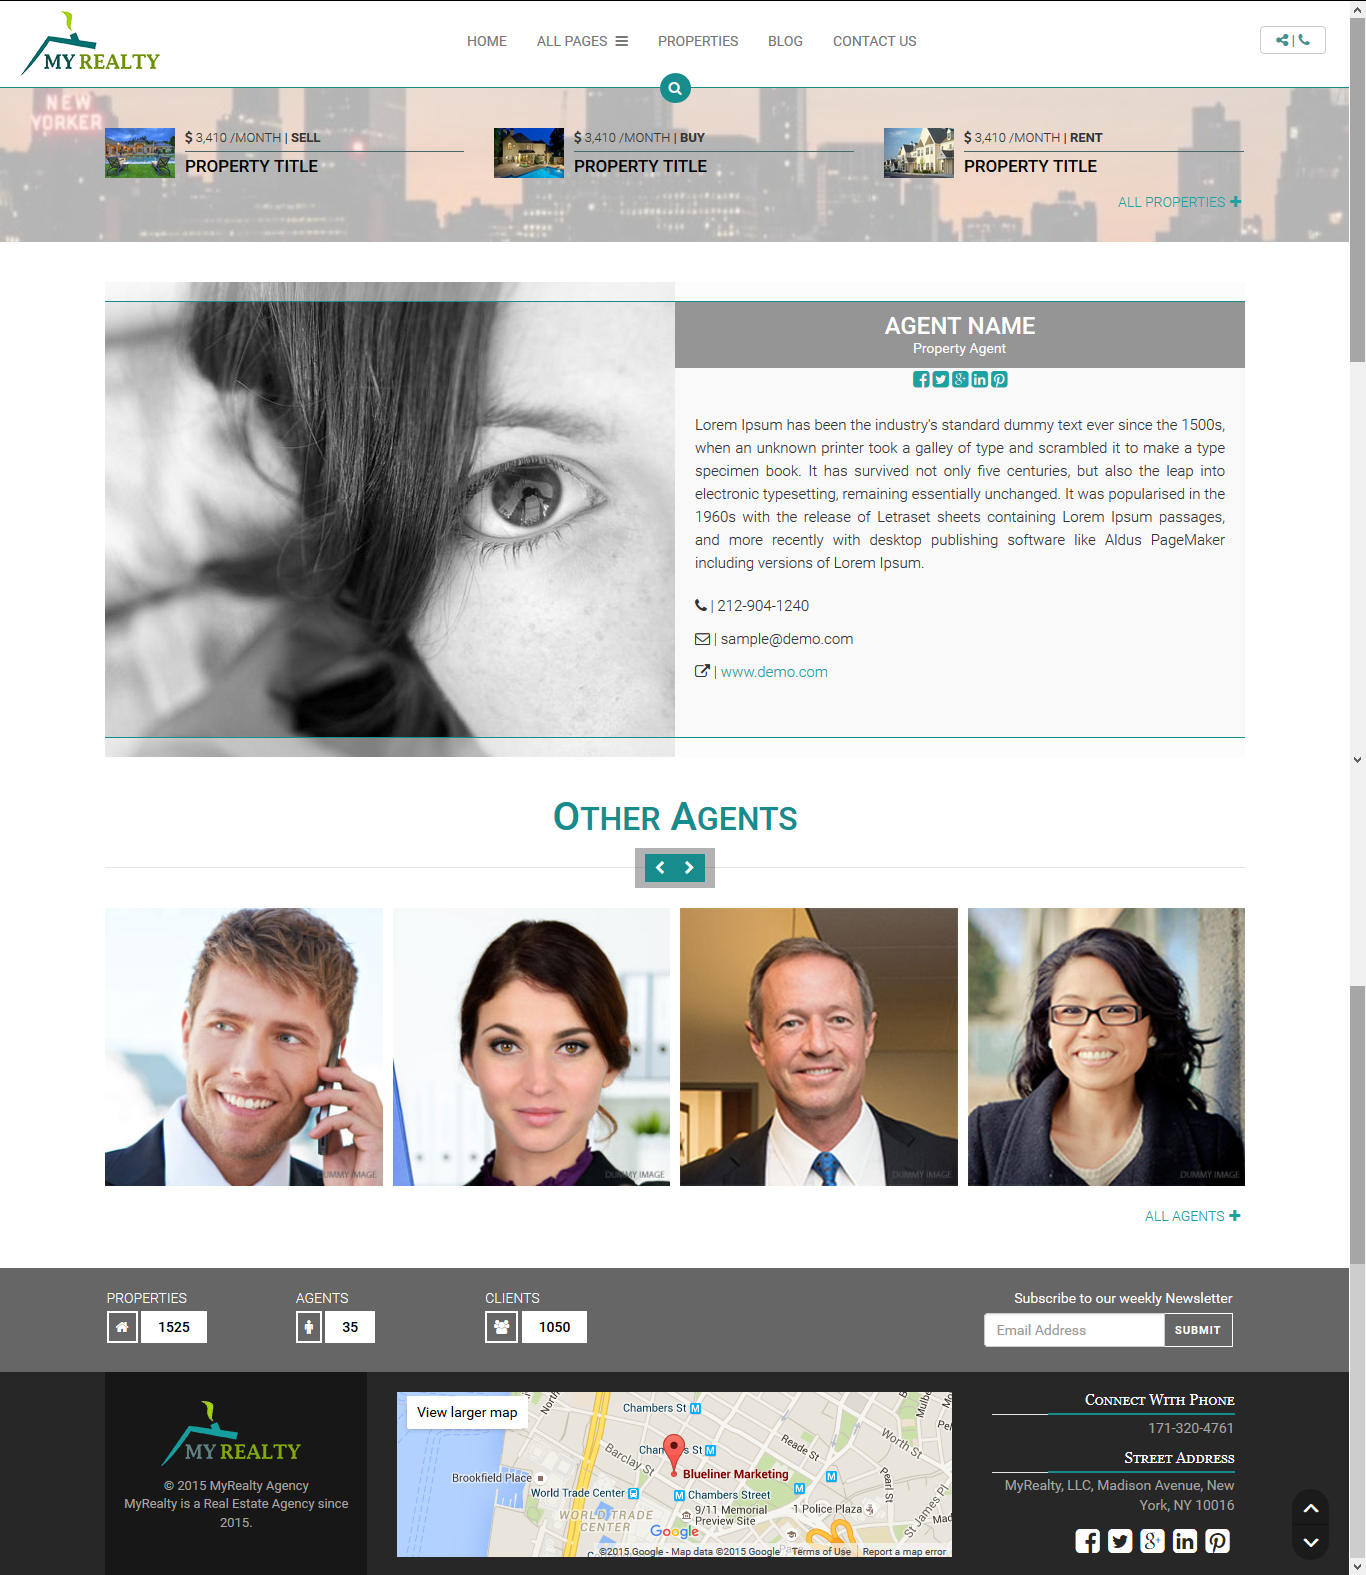 MY REALTY
HOME
ALL PAGES
PROPERTIES
BLOG
CONTACT US
NEW
YORKER
$ 3,410 /MONTH | SELL
PROPERTY TITLE
$ 3,410 /MONTH | BUY
PROPERTY TITLE
$ 3,410 /MONTH | RENT
PROPERTY TITLE
ALL PROPERTIES
AGENT NAME
Property Agent
Lorem Ipsum has been the industry's standard dummy text ever since the 1500s,
when an unknown printer took a galley of type and scrambled it to make a type
specimen book. It has survived not only five centuries, but also the leap into
electronic typesetting, remaining essentially unchanged. It was popularised in the
1960s with the release of Letraset sheets containing Lorem Ipsum passages,
and more recently with desktop publishing software like Aldus PageMaker
including versions of Lorem Ipsum.
| 212-904-1240
| sample@demo.com
| www.demo.com
OTHER AGENTS
DUMMY IMAGE
DUMMY IMAGE
DUMMY IMAGE
DUMMY IMAGE
ALL AGENTS
PROPERTIES
1525
AGENTS
35
CLIENTS
1050
Subscribe to our weekly Newsletter
Email Address
SUBMIT
MY REALTY
© 2015 MyRealty Agency
MyRealty is a Real Estate Agency since
2015.
View larger map
Chambers St
Chambers St
Reade St
Worth St
Barclay St
Pearl St
St James Pl
Brookfield Place
World Trade Center
Blueliner Marketing
Chambers Street
9/11 Memorial
Preview Site
1 Police Plaza
WORLD TRADE
CENTER
Google
©2015 Google - Map data ©2015 Google
Terms of Use
Report a map error
CONNECT WITH PHONE
171-320-4761
STREET ADDRESS
MyRealty, LLC, Madison Avenue, New
York, NY 10016